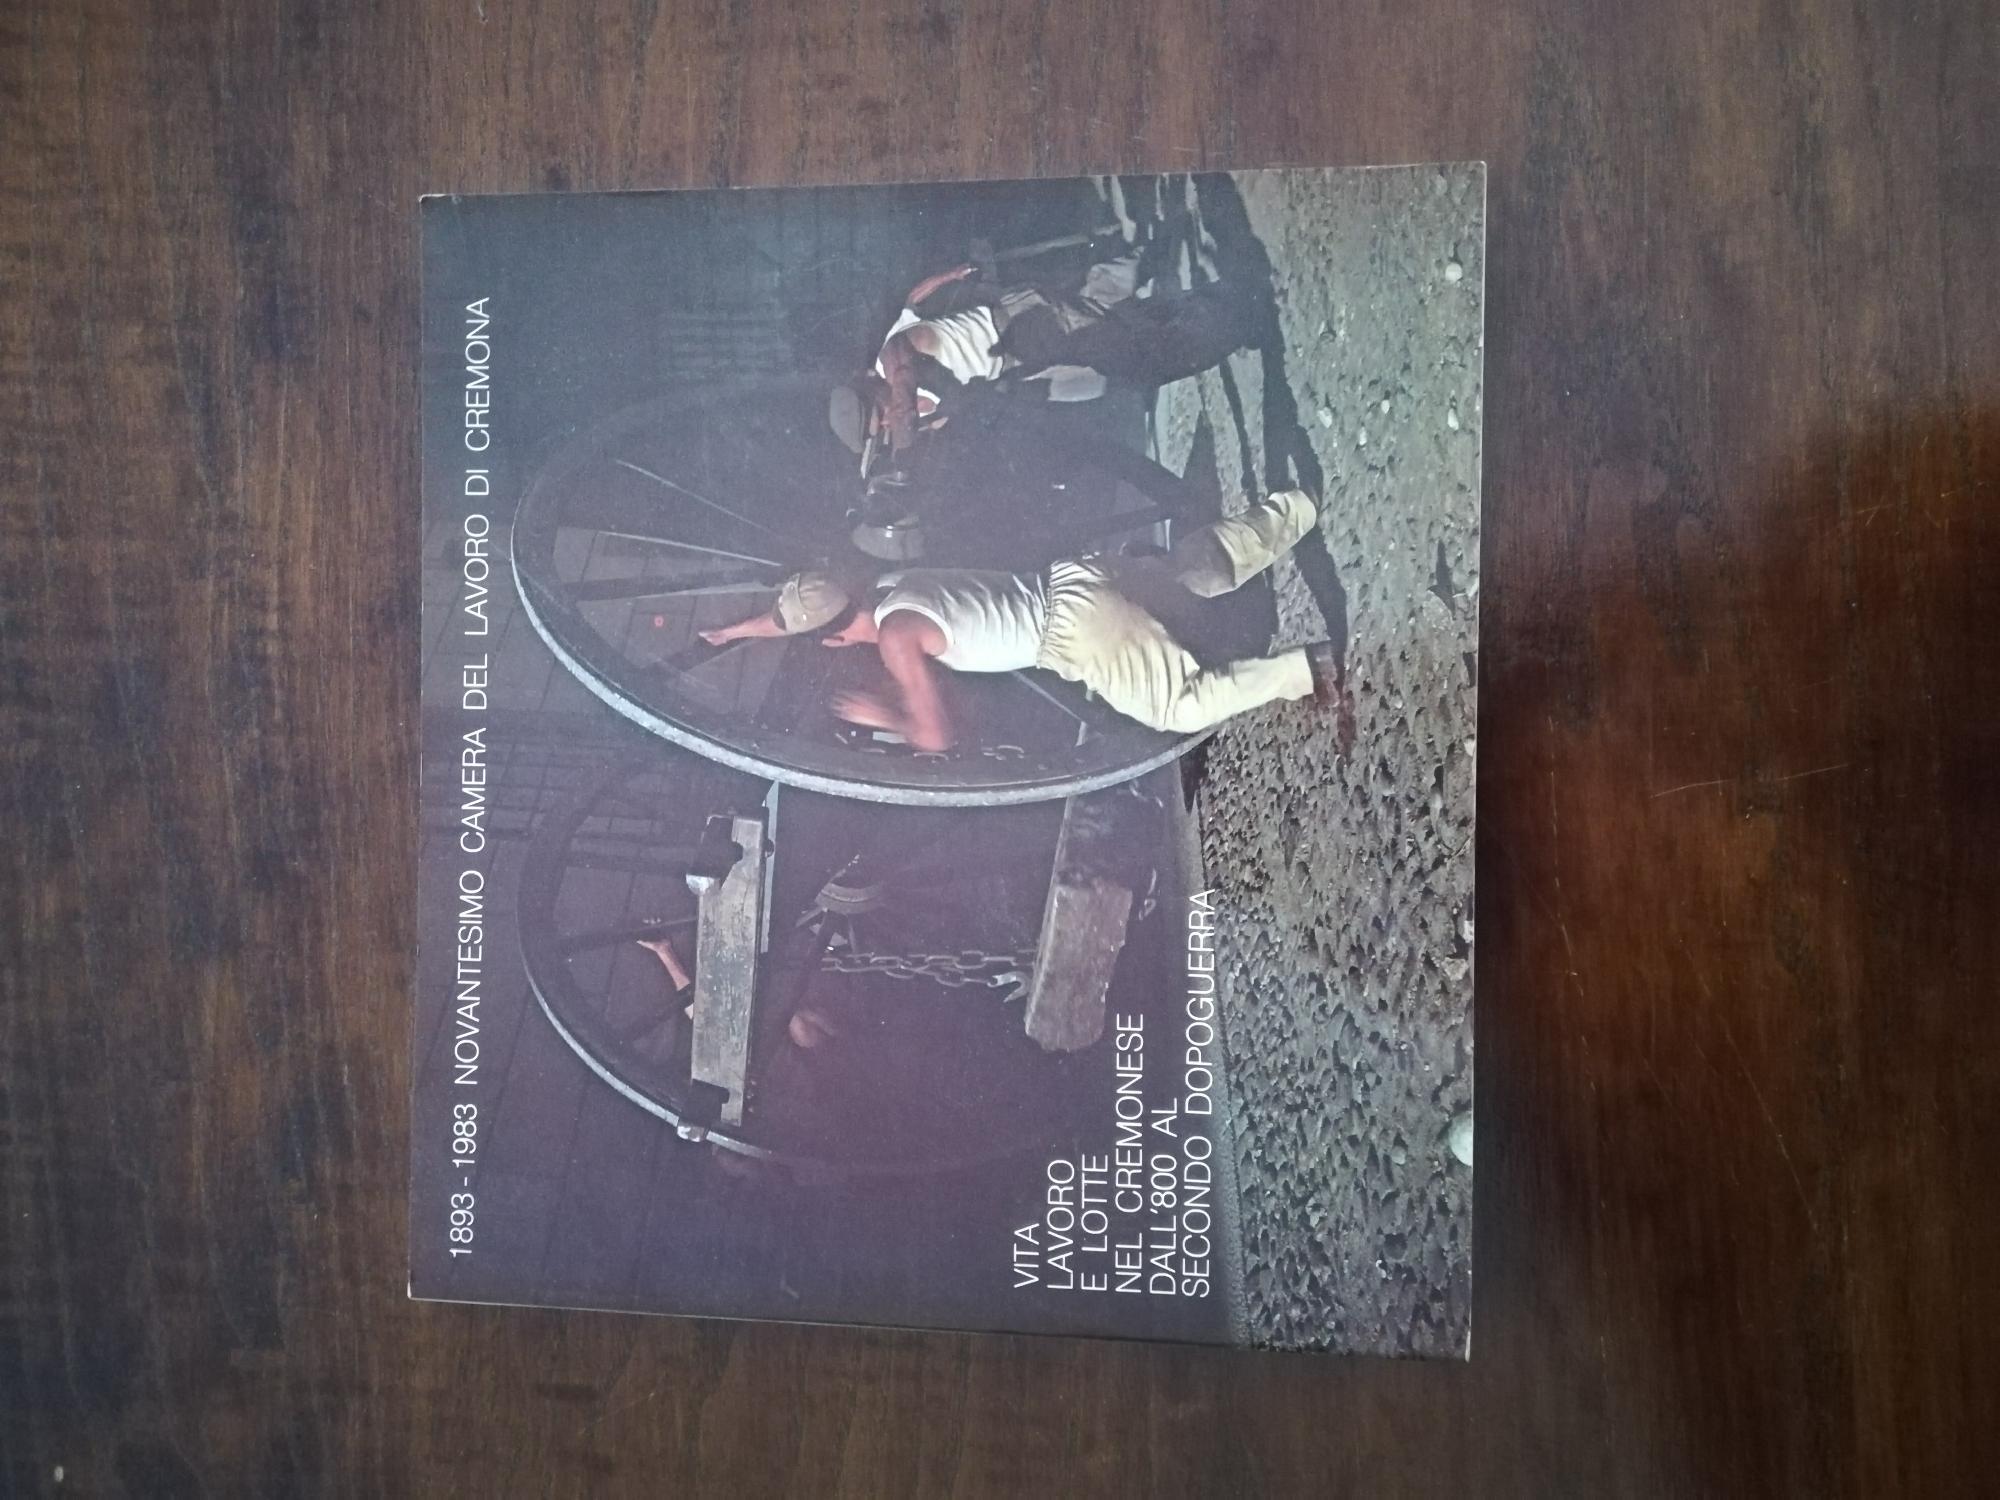 1893-1983 NOVANTESIMO CAMERA DEL LAVORO DI CREMONA
VITA
LAVORO
E LOTTE
NEL CREMONESE
DALL'800 AL
SECONDO DOPOGUERRA